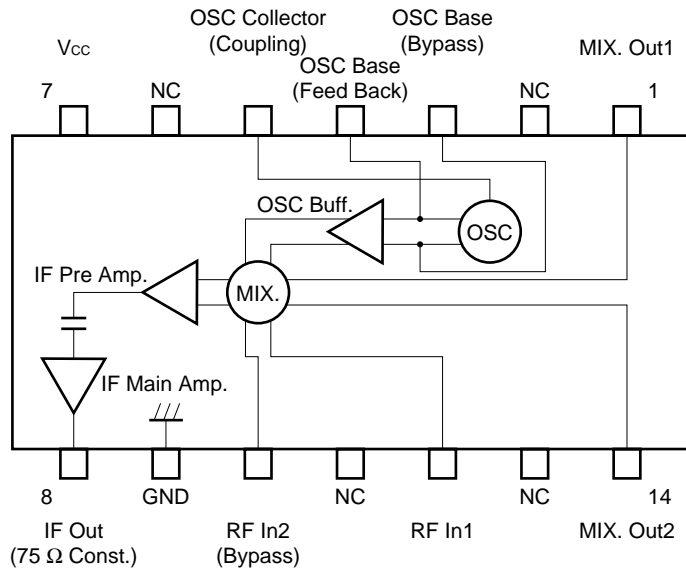 OSC Collector
(Coupling)
OSC Base
(Bypass)
Vcc
MIX. Out1
OSC Base
(Feed Back)
7
NC
NC
1
OSC Buff.
OSC
IF Pre Amp.
MIX.
IF Main Amp.
8
GND
NC
NC
14
IF Out
(75 Ω Const.)
RF In2
(Bypass)
RF In1
MIX. Out2